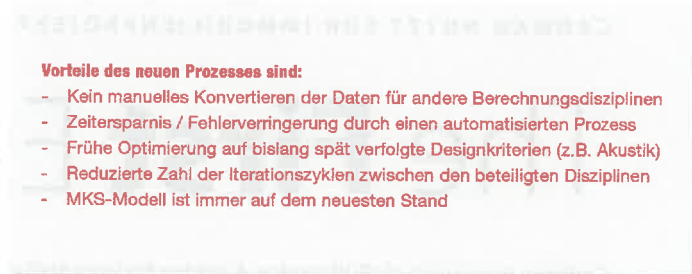 Vorteile des neuen Prozesses sind:
- Kein manuelles Konvertieren der Daten für andere Berechnungsdisziplinen
- Zeitersparnis / Fehlerverringerung durch einen automatisierten Prozess
- Frühe Optimierung auf bislang spät verfolgte Designkriterien (z.B. Akustik)
- Reduzierte Zahl der Iterationszyklen zwischen den beteiligten Disziplinen
- MKS-Modell ist immer auf dem neuesten Stand